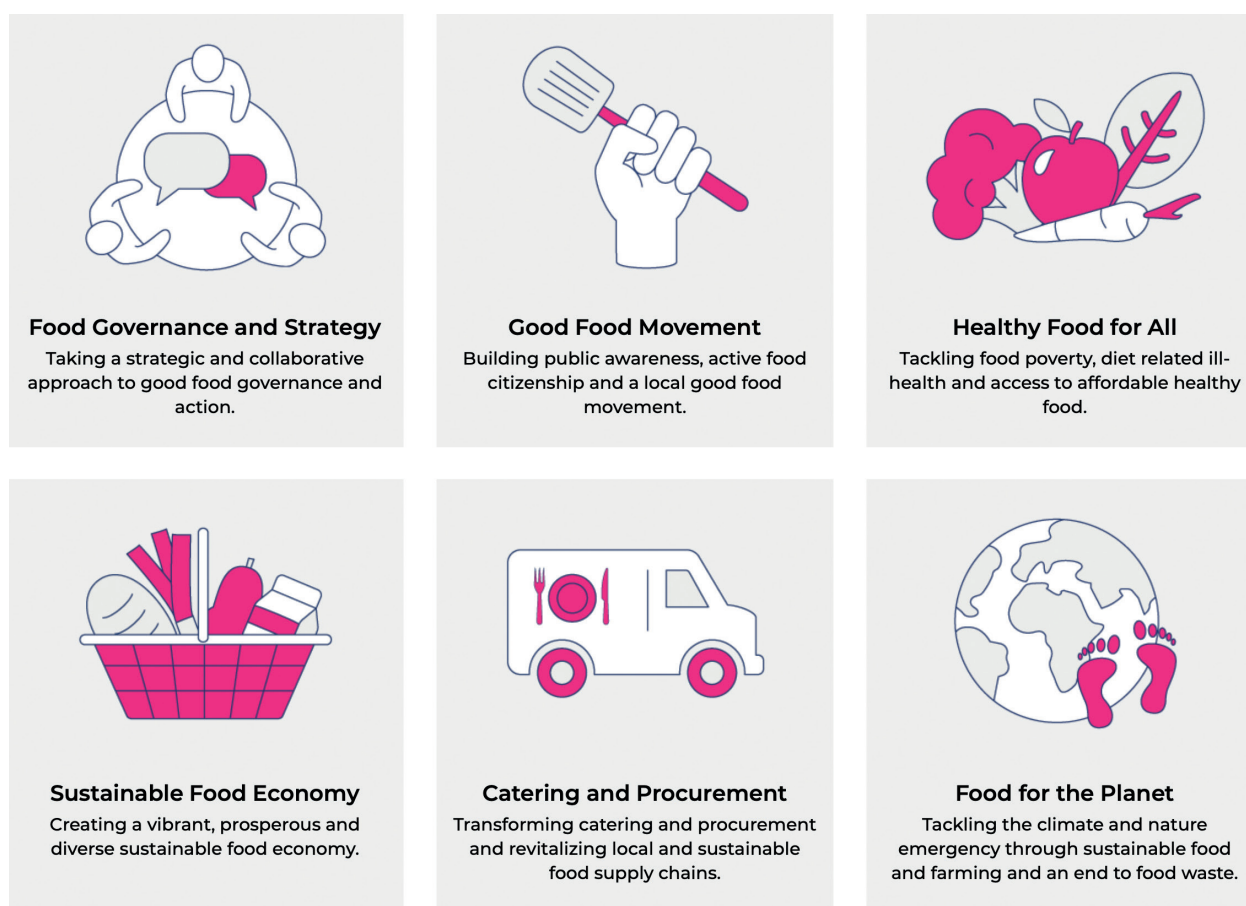 Food Governance and Strategy
Taking a strategic and collaborative
approach to good food governance and
action.
Good Food Movement
Building public awareness, active food
citizenship and a local good food
movement.
Healthy Food for All
Tackling food poverty, diet related ill-
health and access to affordable healthy
food.
Sustainable Food Economy
Creating a vibrant, prosperous and
diverse sustainable food economy.
Catering and Procurement
Transforming catering and procurement
and revitalizing local and sustainable
food supply chains.
Food for the Planet
Tackling the climate and nature
emergency through sustainable food
and farming and an end to food waste.